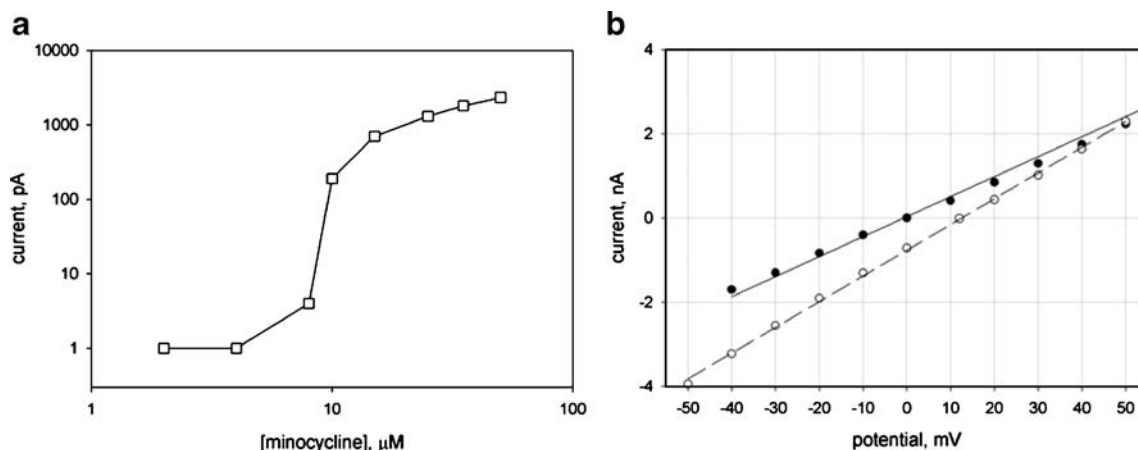 a
10000
1000
100
10
1
current, pA
1
10
100
[minocycline], μM
b
4
2
0
-2
-4
current, nA
-50 -40 -30 -20 -10 0 10 20 30 40 50
potential, mV